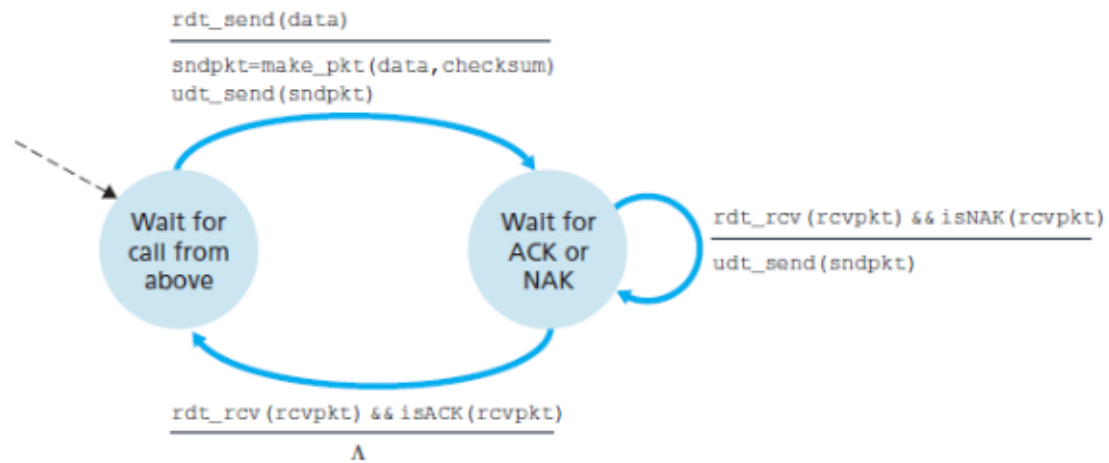 rdt_send(data)
sndpkt=make_pkt(data,checksum)
udt_send(sndpkt)
Wait for
call from
above
Wait for
ACK or
NAK
rdt_rcv(rcvpkt) && isNAK(rcvpkt)
udt_send(sndpkt)
rdt_rcv(rcvpkt) && isACK(rcvpkt)
Λ